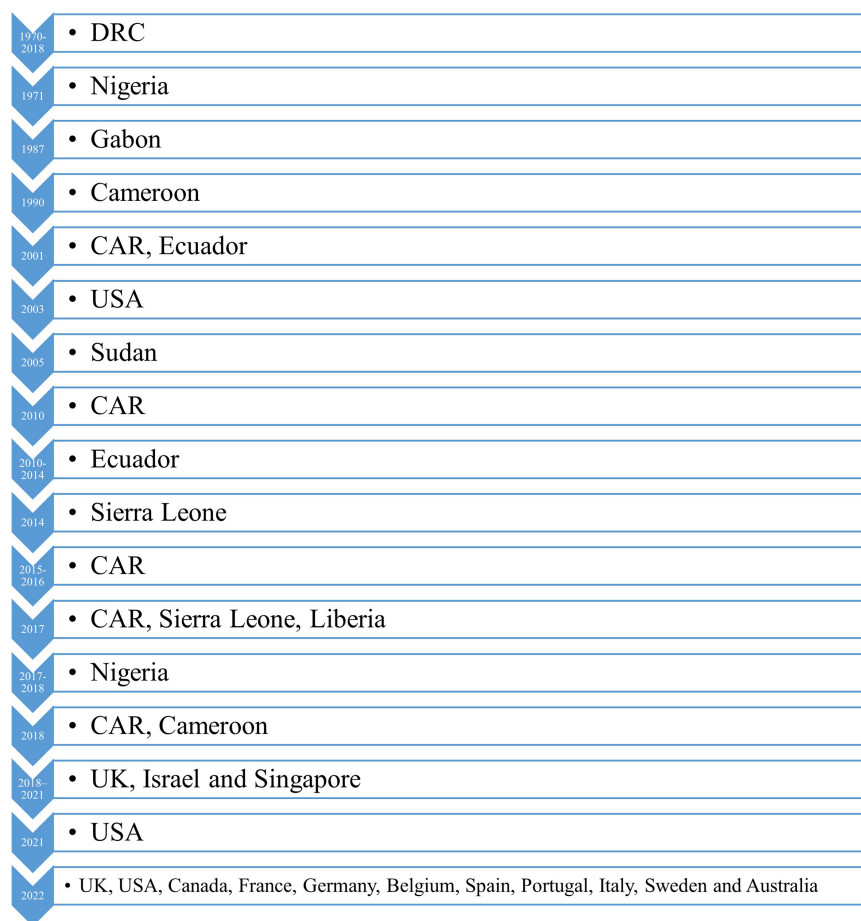 1970-
2018
• DRC
1971
• Nigeria
1987
• Gabon
1990
• Cameroon
2001
• CAR, Ecuador
2003
• USA
2005
• Sudan
2010
• CAR
2010-
2014
• Ecuador
2014
• Sierra Leone
2015-
2016
• CAR
2017
• CAR, Sierra Leone, Liberia
2017-
2018
• Nigeria
2018
• CAR, Cameroon
2018–
2021
• UK, Israel and Singapore
2021
• USA
2022
• UK, USA, Canada, France, Germany, Belgium, Spain, Portugal, Italy, Sweden and Australia